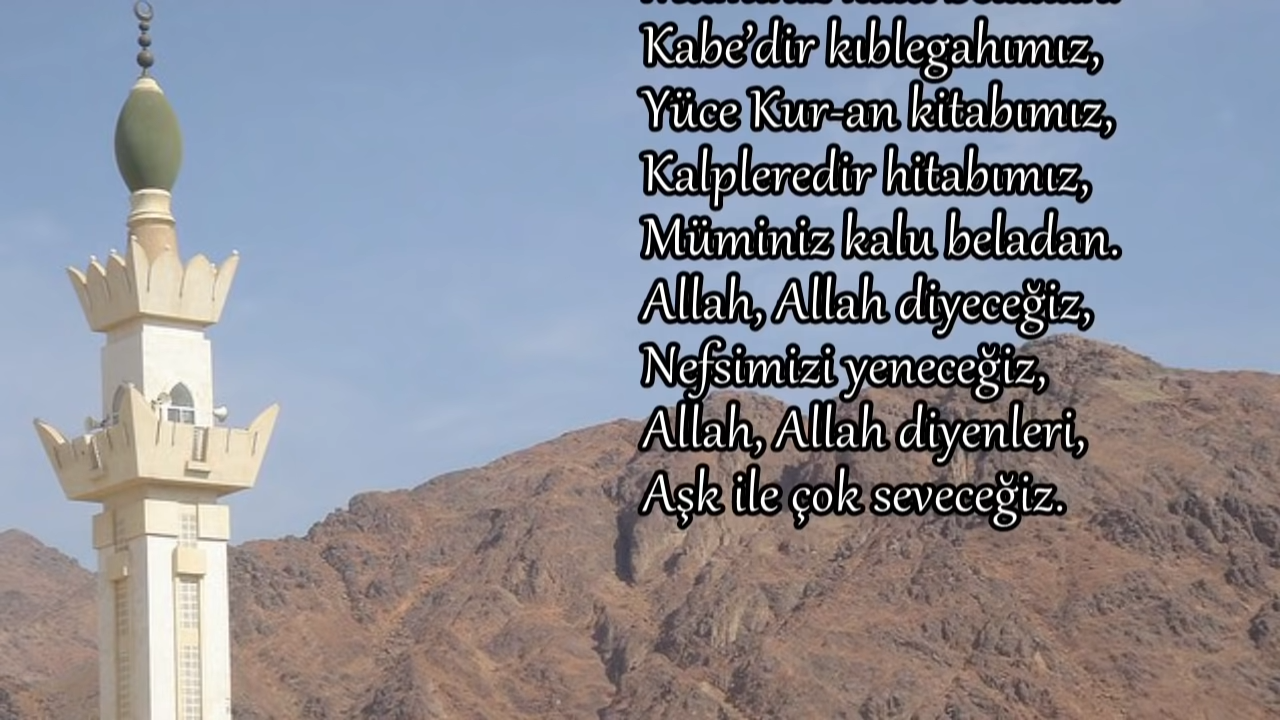 Kabe’dir kıblegahımız,
Yüce Kur-an kitabımız,
Kalpleredir hitabımız,
Müminiz kalu beladan.
Allah, Allah diyeceğiz,
Nefsimizi yeneceğiz,
Allah, Allah diyenleri,
Aşk ile çok seveceğiz.